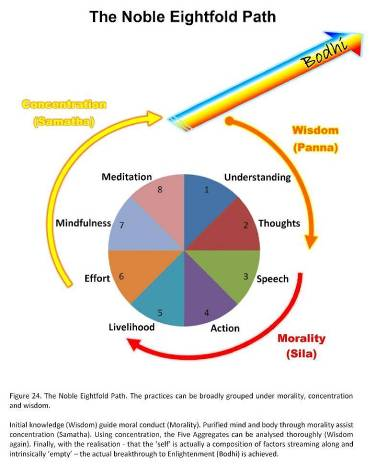 The Noble Eightfold Path
Bodhi
Concentration
(Samatha)
Wisdom
(Panna)
Meditation
Understanding
8
1
Mindfulness
Thoughts
7
2
Effort
Speech
6
3
5
4
Livelihood
Action
Morality
(Sila)
Figure 24. The Noble Eightfold Path. The practices can be broadly grouped under morality, concentration
and wisdom.
Initial knowledge (Wisdom) guide moral conduct (Morality). Purified mind and body through morality assist
concentration (Samatha). Using concentration, the Five Aggregates can be analysed thoroughly (Wisdom
again). Finally, with the realisation - that the 'self' is actually a composition of factors streaming along and
intrinsically 'empty' – the actual breakthrough to Enlightenment (Bodhi) is achieved.